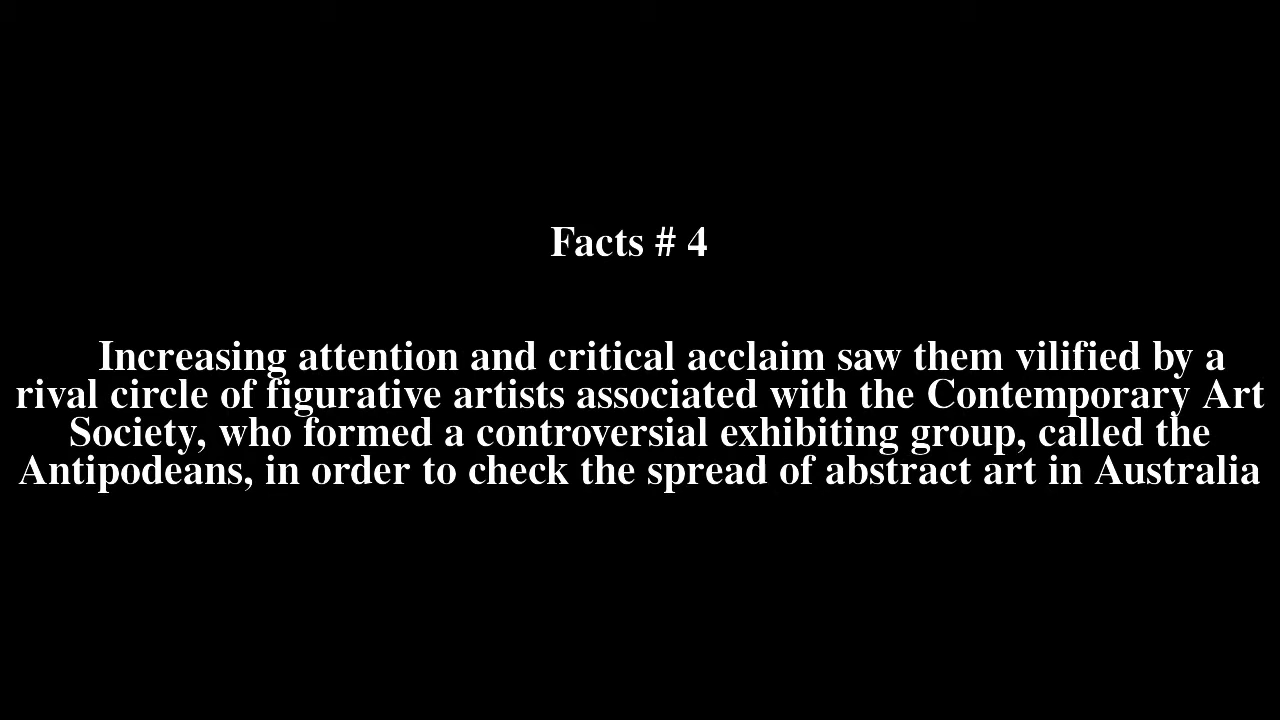 Facts # 4
Increasing attention and critical acclaim saw them vilified by a
rival circle of figurative artists associated with the Contemporary Art
Society, who formed a controversial exhibiting group, called the
Antipodeans, in order to check the spread of abstract art in Australia